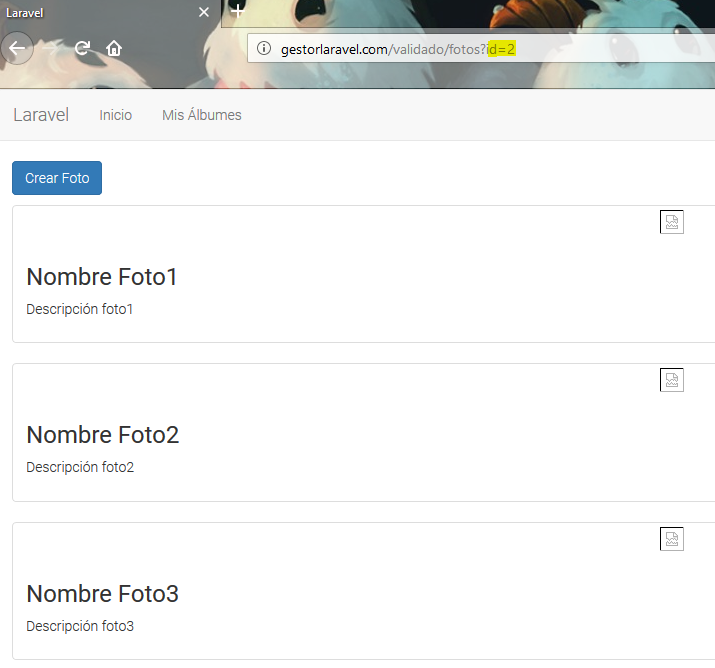 Laravel
gestorlaravel.com/validado/fotos?id=2
Laravel Inicio Mis Álbumes
Crear Foto
Nombre Foto1
Descripción foto1
Nombre Foto2
Descripción foto2
Nombre Foto3
Descripción foto3